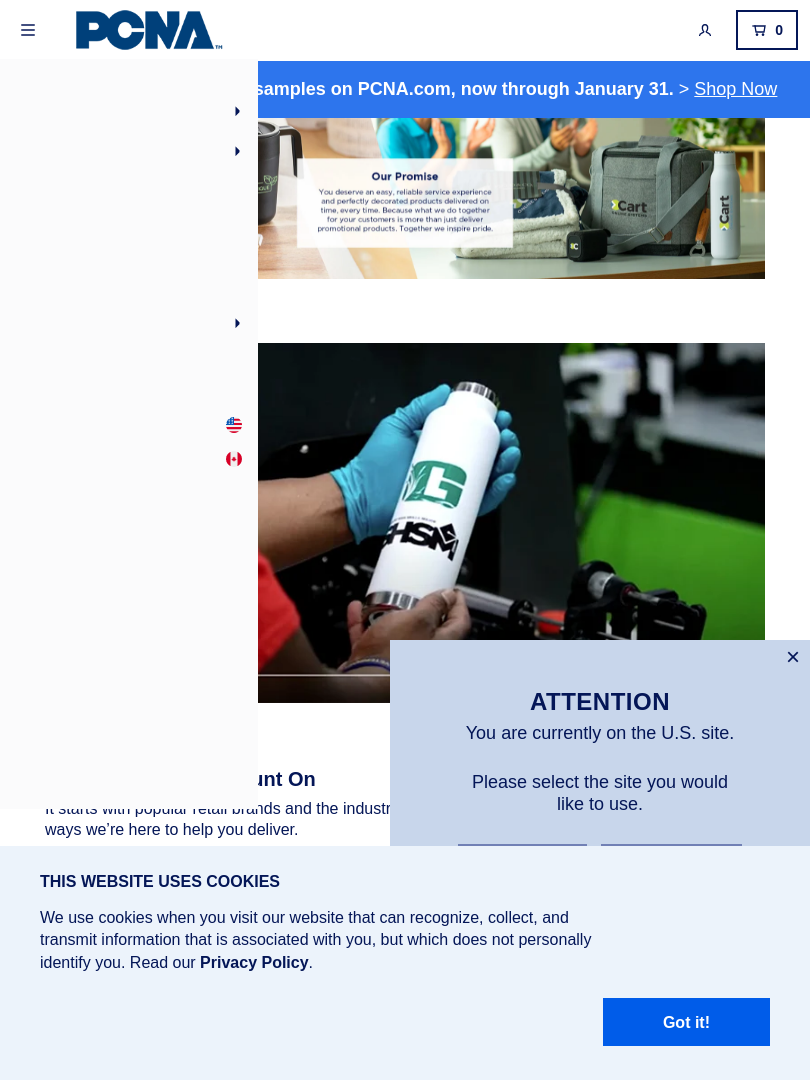 PCNA™
0
samples on PCNA.com, now through January 31. > Shop Now
Our Promise
You deserve an easy, reliable service experience
and perfectly decorated products delivered on
time, every time. Because what we do together
for your customers is more than just deliver
promotional products. Together we inspire pride.
xCart
xCart
G
GHSM
ATTENTION
You are currently on the U.S. site.
Please select the site you would
like to use.
unt On
It starts with popular retail brands and the industr
ways we’re here to help you deliver.
THIS WEBSITE USES COOKIES
We use cookies when you visit our website that can recognize, collect, and
transmit information that is associated with you, but which does not personally
identify you. Read our Privacy Policy.
Got it!